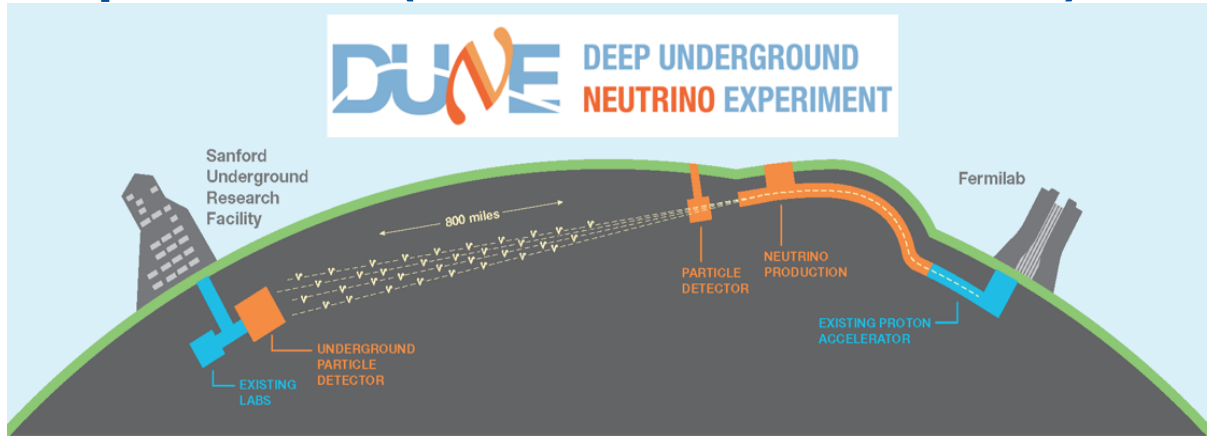 DUNE
DEEP UNDERGROUND
NEUTRINO EXPERIMENT
Sanford
Underground
Research
Facility
Fermilab
800 miles
PARTICLE
DETECTOR
NEUTRINO
PRODUCTION
EXISTING PROTON
ACCELERATOR
UNDERGROUND
PARTICLE
DETECTOR
EXISTING
LABS